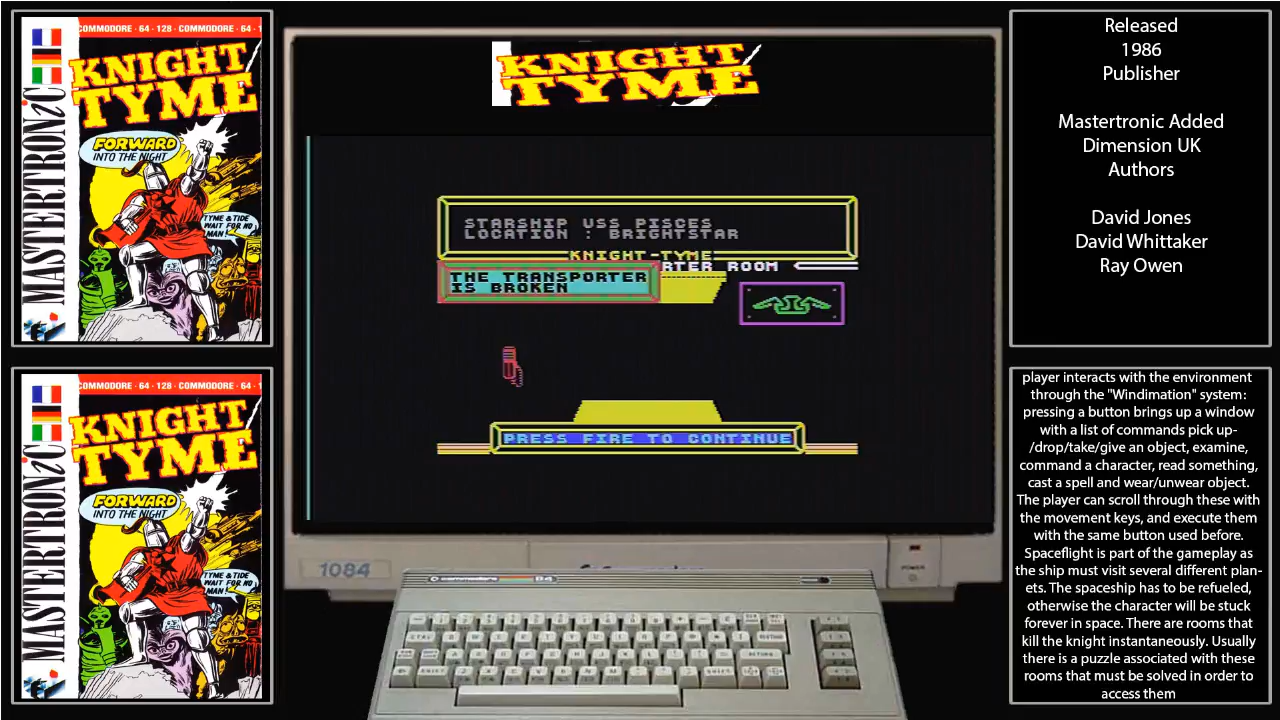 COMMODORE · 64 · 128 · COMMODORE · 64 · 1
KNIGHT
TYME
MASTERTRONiC
FORWARD
INTO THE NIGHT
TYME & TIDE
WAIT FOR NO
MAN!
COMMODORE · 64 · 128 · COMMODORE · 64 · 1
KNIGHT
TYME
MASTERTRONiC
FORWARD
INTO THE NIGHT
TYME & TIDE
WAIT FOR NO
MAN!
KNIGHT
TYME
STARSHIP USS PISCES
LOCATION : BRIGHTSTAR
KNIGHT-TYME
RTER ROOM
THE TRANSPORTER
IS BROKEN
PRESS FIRE TO CONTINUE
1084
POWER
commodore 64
Released
1986
Publisher
Mastertronic Added
Dimension UK
Authors
David Jones
David Whittaker
Ray Owen
player interacts with the environment
through the "Windimation" system:
pressing a button brings up a window
with a list of commands pick up-
/drop/take/give an object, examine,
command a character, read something,
cast a spell and wear/unwear object.
The player can scroll through these with
the movement keys, and execute them
with the same button used before.
Spaceflight is part of the gameplay as
the ship must visit several different plan-
ets. The spaceship has to be refueled,
otherwise the character will be stuck
forever in space. There are rooms that
kill the knight instantaneously. Usually
there is a puzzle associated with these
rooms that must be solved in order to
access them